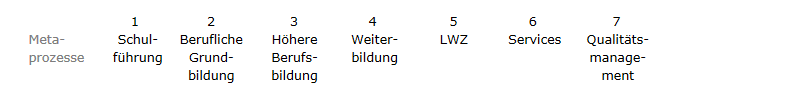 1 2 3 4 5 6 7
Meta- Schul- Berufliche Höhere Weiter- LWZ Services Qualitäts-
prozesse führung Grund- Berufs- bildung manage-
bildung bildung ment